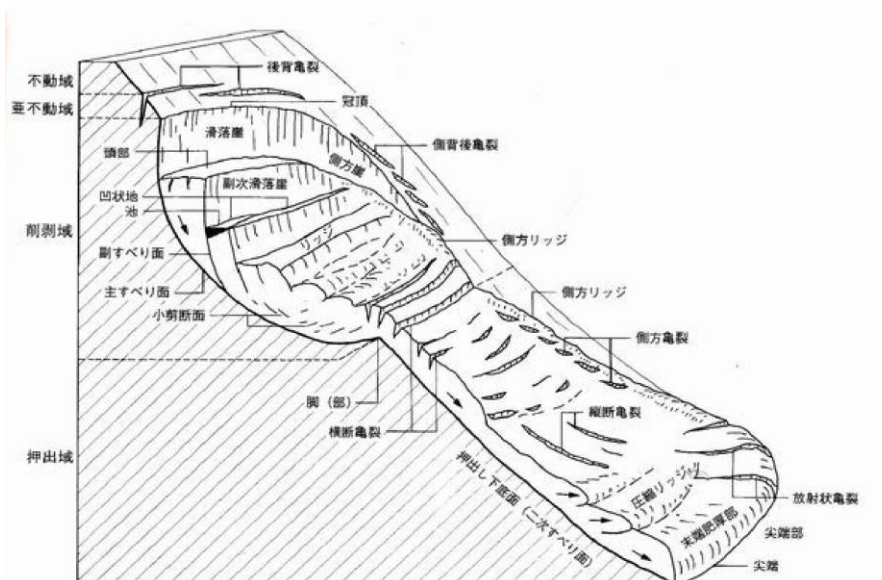 不動域
亜不動域
削剥域
押出域
後背亀裂
冠頂
滑落崖
頭部
側方崖
側背後亀裂
副次滑落崖
凹状地
池
リッジ
側方リッジ
副すべり面
主すべり面
小剪断面
側方リッジ
側方亀裂
脚(部)
横断亀裂
縦断亀裂
押出し下底面(二次すべり面)
圧縮リッジ
放射状亀裂
末端肥厚部
尖端部
尖端